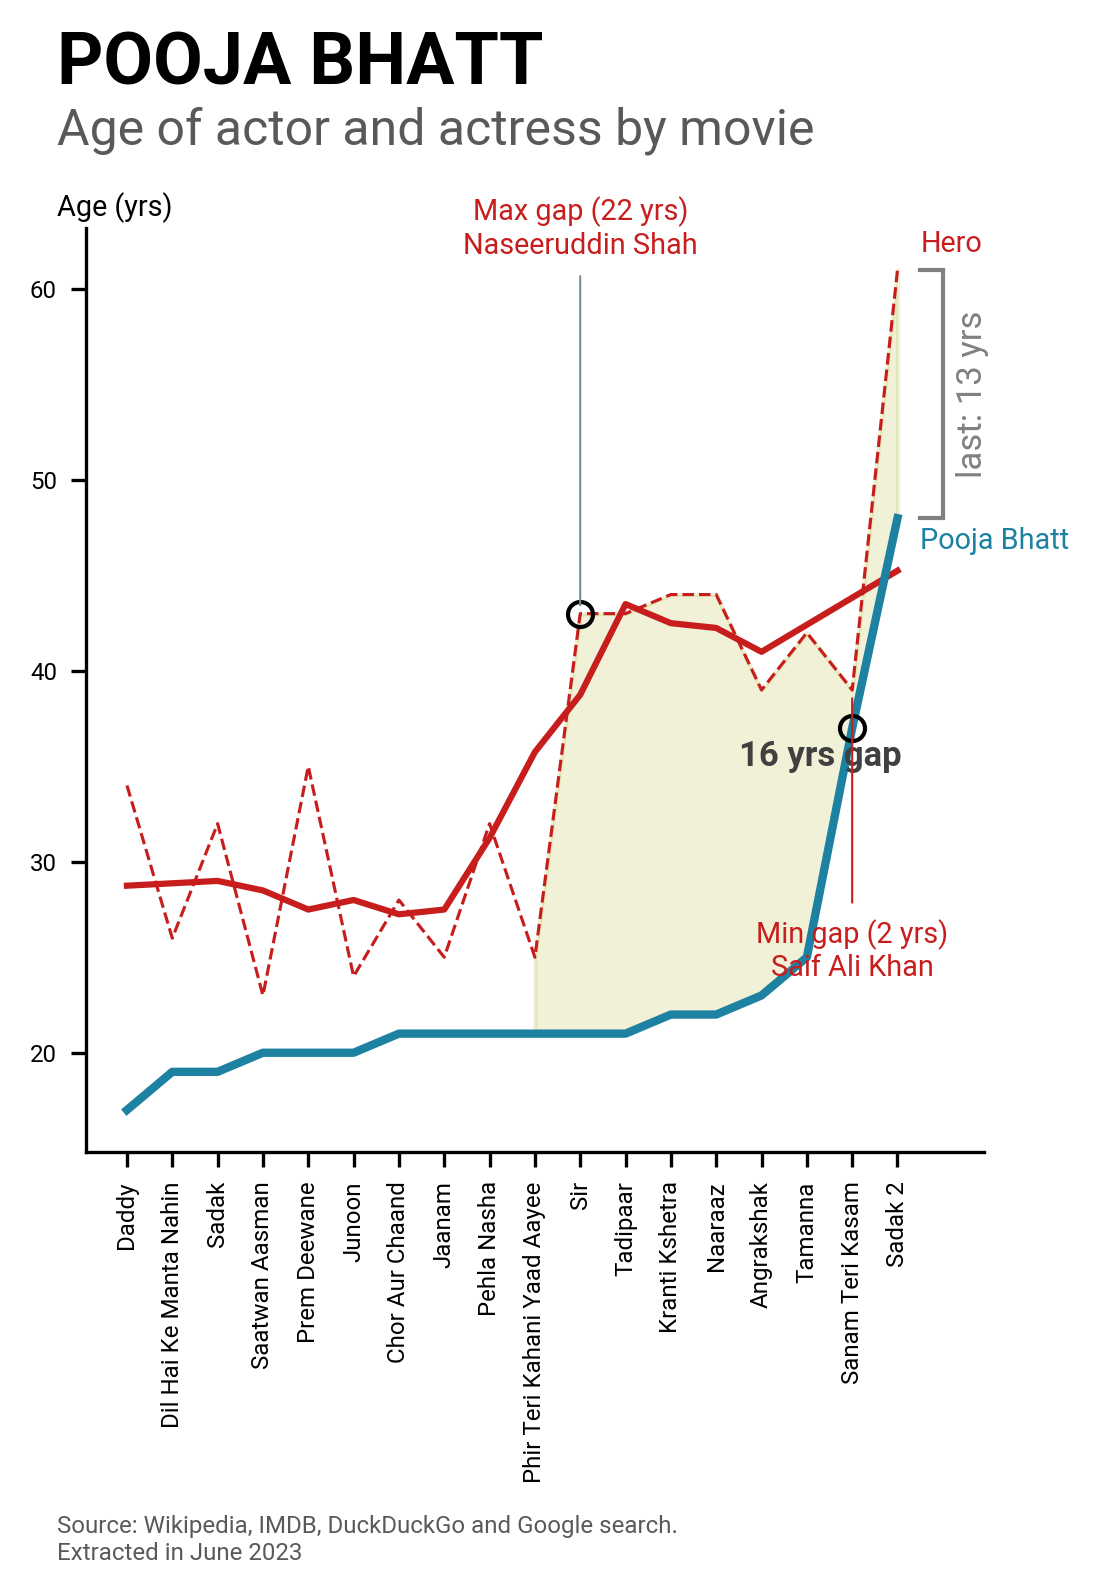 POOJA BHATT
Age of actor and actress by movie
Age (yrs)
Max gap (22 yrs)
Naseeruddin Shah
Hero
60
last: 13 yrs
50
Pooja Bhatt
40
16 yrs gap
30
Min gap (2 yrs)
Saif Ali Khan
20
Daddy
Dil Hai Ke Manta Nahin
Sadak
Saatwan Aasman
Prem Deewane
Junoon
Chor Aur Chaand
Jaanam
Pehla Nasha
Phir Teri Kahani Yaad Aayee
Sir
Tadipaar
Kranti Kshetra
Naaraaz
Angrakshak
Tamanna
Sanam Teri Kasam
Sadak 2
Source: Wikipedia, IMDB, DuckDuckGo and Google search.
Extracted in June 2023